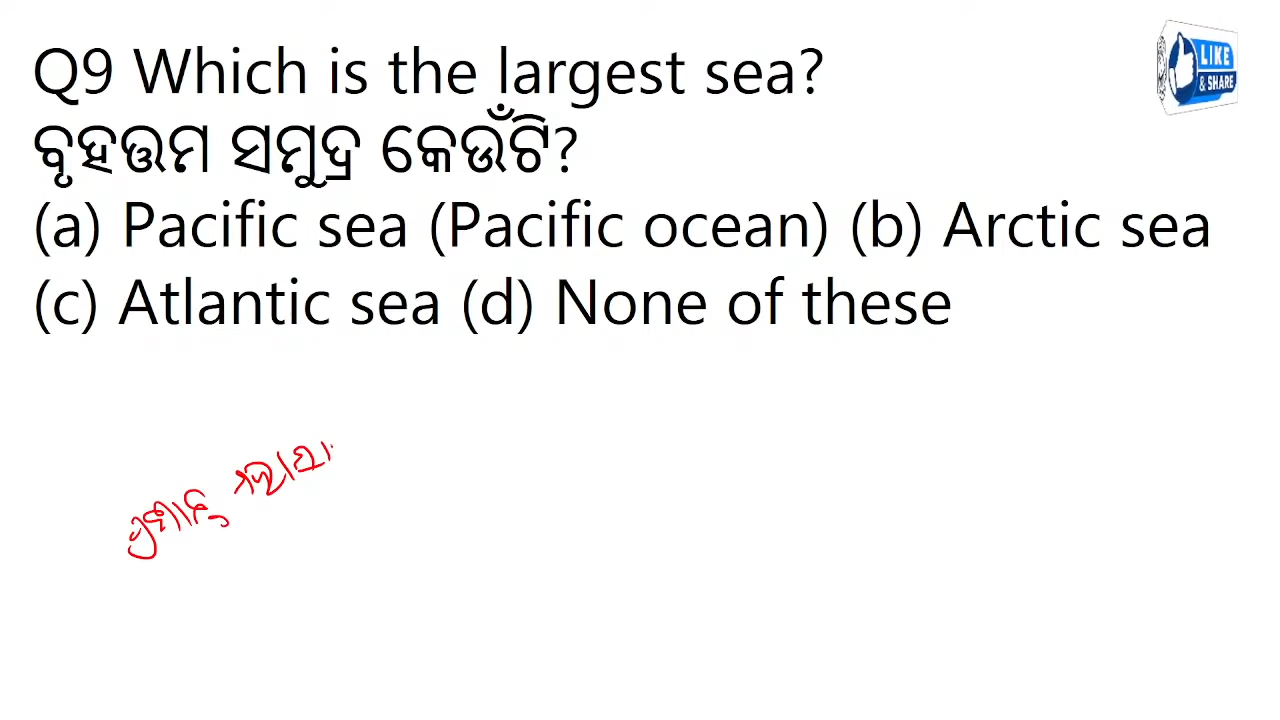 Q9 Which is the largest sea?
ବୃହତ୍ତମ ସମୁଦ୍ର କେଉଁଟି?
(a) Pacific sea (Pacific ocean) (b) Arctic sea
(c) Atlantic sea (d) None of these
LIKE
& SHARE
ପ୍ରଶାନ୍ତ